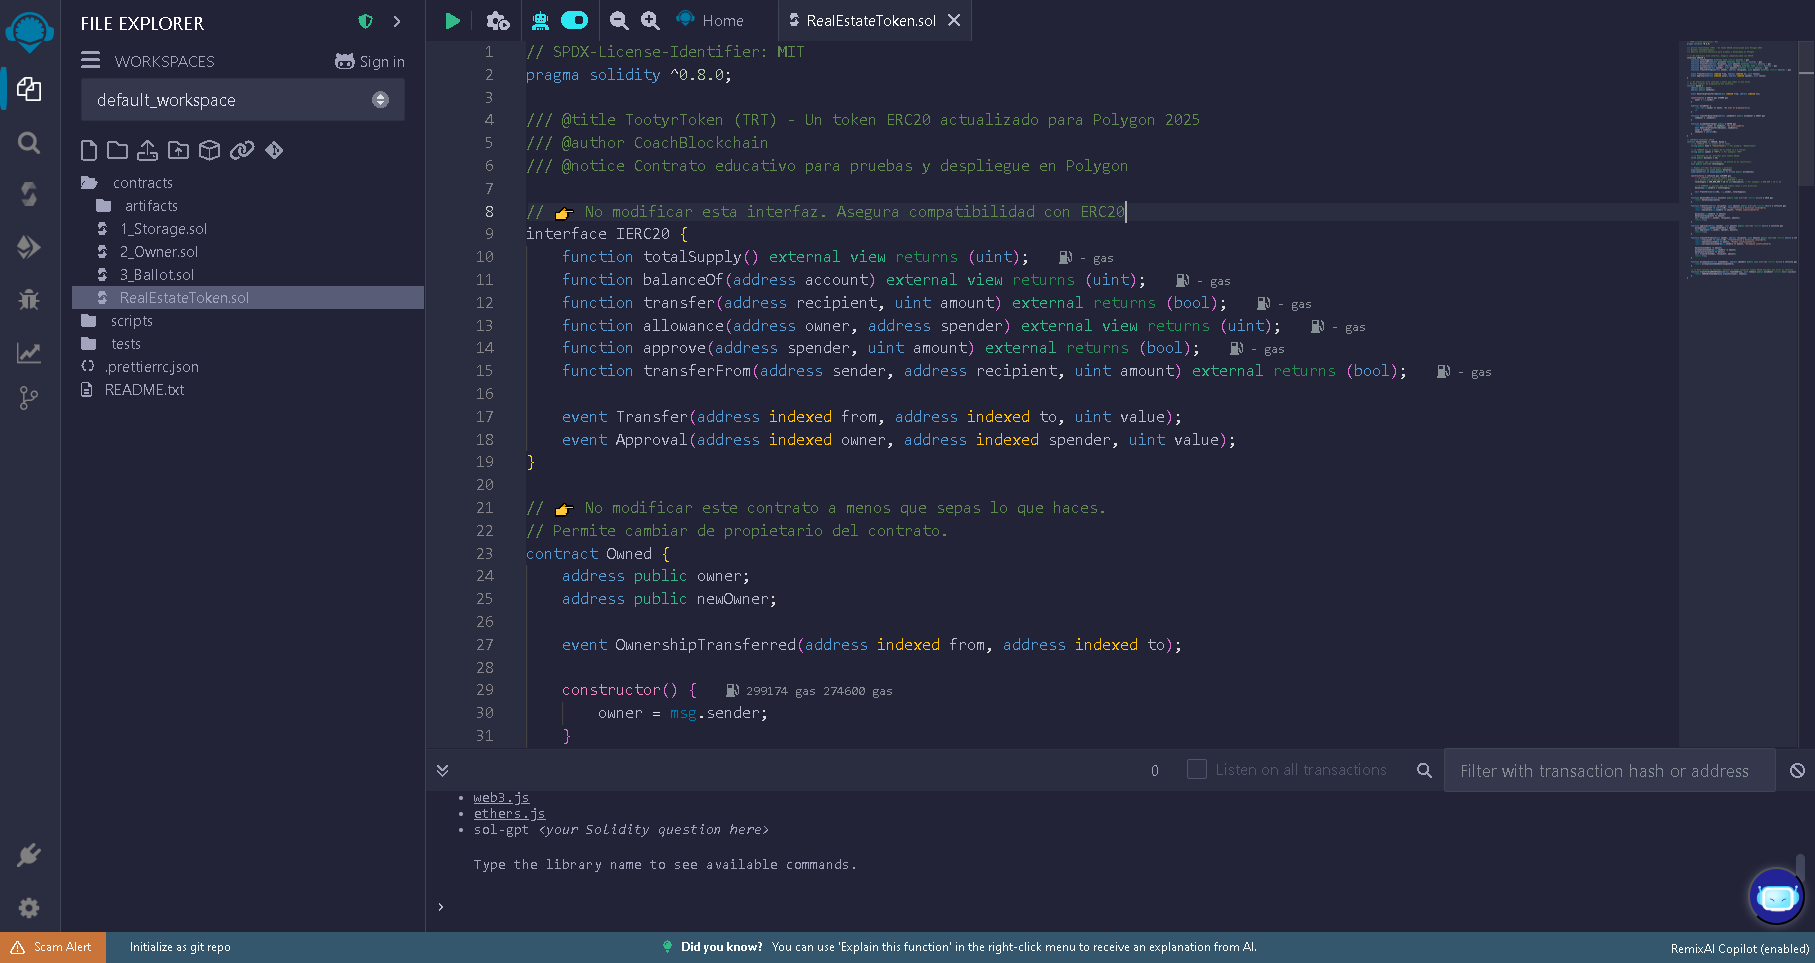 FILE EXPLORER
WORKSPACES
Sign in
default_workspace
contracts
artifacts
1_Storage.sol
2_Owner.sol
3_Ballot.sol
RealEstateToken.sol
scripts
tests
.prettierrc.json
README.txt
Home
RealEstateToken.sol
1 // SPDX-License-Identifier: MIT
2 pragma solidity ^0.8.0;
3
4 /// @title TootyrToken (TRT) - Un token ERC20 actualizado para Polygon 2025
5 /// @author CoachBlockchain
6 /// @notice Contrato educativo para pruebas y despliegue en Polygon
7
8 // 👉 No modificar esta interfaz. Asegura compatibilidad con ERC20
9 interface IERC20 {
10 function totalSupply() external view returns (uint); - gas
11 function balanceOf(address account) external view returns (uint); - gas
12 function transfer(address recipient, uint amount) external returns (bool); - gas
13 function allowance(address owner, address spender) external view returns (uint); - gas
14 function approve(address spender, uint amount) external returns (bool); - gas
15 function transferFrom(address sender, address recipient, uint amount) external returns (bool); - gas
16
17 event Transfer(address indexed from, address indexed to, uint value);
18 event Approval(address indexed owner, address indexed spender, uint value);
19 }
20
21 // 👉 No modificar este contrato a menos que sepas lo que haces.
22 // Permite cambiar de propietario del contrato.
23 contract Owned {
24 address public owner;
25 address public newOwner;
26
27 event OwnershipTransferred(address indexed from, address indexed to);
28
29 constructor() { 299174 gas 274600 gas
30 owner = msg.sender;
31 }
0
Listen on all transactions
Filter with transaction hash or address
• web3.js
• ethers.js
• sol-gpt <your Solidity question here>
Type the library name to see available commands.
>
Scam Alert
Initialize as git repo
Did you know? You can use 'Explain this function' in the right-click menu to receive an explanation from AI.
RemixAI Copilot (enabled)